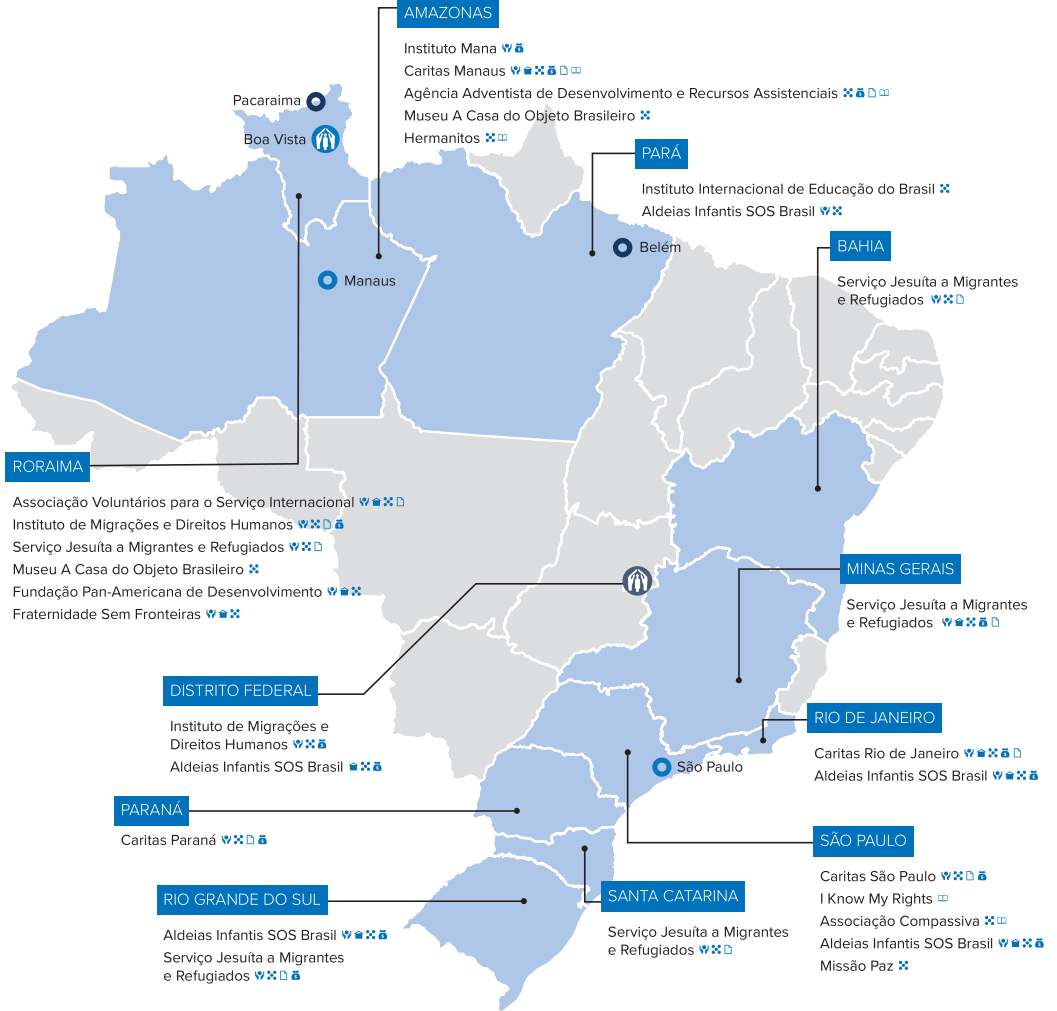 AMAZONAS
Instituto Mana
Caritas Manaus
Agência Adventista de Desenvolvimento e Recursos Assistenciais
Museu A Casa do Objeto Brasileiro
Hermanitos
Pacaraima
Boa Vista
PARÁ
Instituto Internacional de Educação do Brasil
Aldeias Infantis SOS Brasil
Belém
Manaus
BAHIA
Serviço Jesuíta a Migrantes
e Refugiados
RORAIMA
Associação Voluntários para o Serviço Internacional
Instituto de Migrações e Direitos Humanos
Serviço Jesuíta a Migrantes e Refugiados
Museu A Casa do Objeto Brasileiro
Fundação Pan-Americana de Desenvolvimento
Fraternidade Sem Fronteiras
MINAS GERAIS
Serviço Jesuíta a Migrantes
e Refugiados
DISTRITO FEDERAL
Instituto de Migrações e
Direitos Humanos
Aldeias Infantis SOS Brasil
RIO DE JANEIRO
Caritas Rio de Janeiro
Aldeias Infantis SOS Brasil
São Paulo
PARANÁ
Caritas Paraná
SÃO PAULO
Caritas São Paulo
I Know My Rights
Associação Compassiva
Aldeias Infantis SOS Brasil
Missão Paz
RIO GRANDE DO SUL
Aldeias Infantis SOS Brasil
Serviço Jesuíta a Migrantes
e Refugiados
SANTA CATARINA
Serviço Jesuíta a Migrantes
e Refugiados